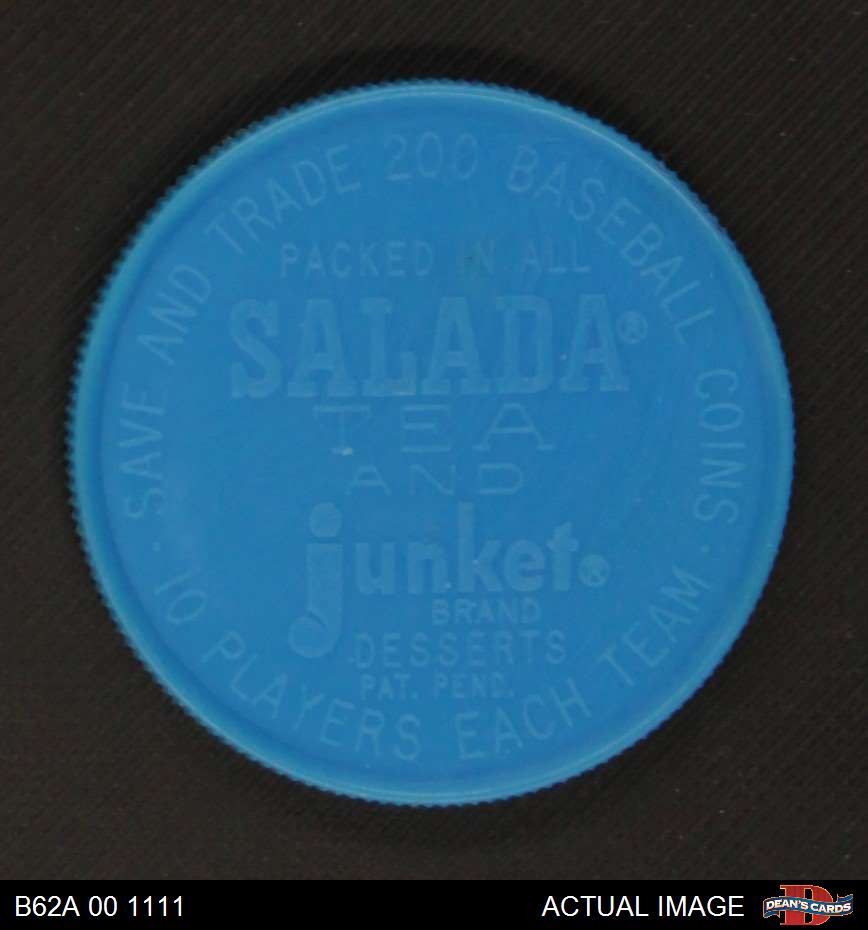 SAVE AND TRADE 200 BASEBALL COINS
PACKED IN ALL
SALADA®
TEA
AND
junket®
BRAND
DESSERTS
PAT. PEND.
· 10 PLAYERS EACH TEAM ·
B62A 00 1111
ACTUAL IMAGE
DEAN'S CARDS